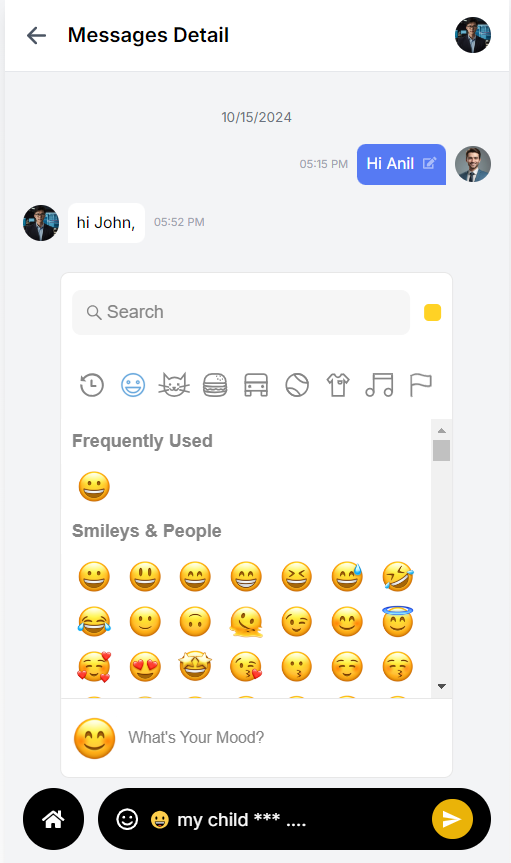 Messages Detail
10/15/2024
05:15 PM Hi Anil
hi John, 05:52 PM
Search
Frequently Used
😀
Smileys & People
😀 😃 😄 😁 😆 😅 🤣
😂 🙂 🙃 🫠 😉 😊 😇
🥰 😍 🤩 😘 😗 ☺️ 😚
😊 What's Your Mood?
😀 my child *** ....